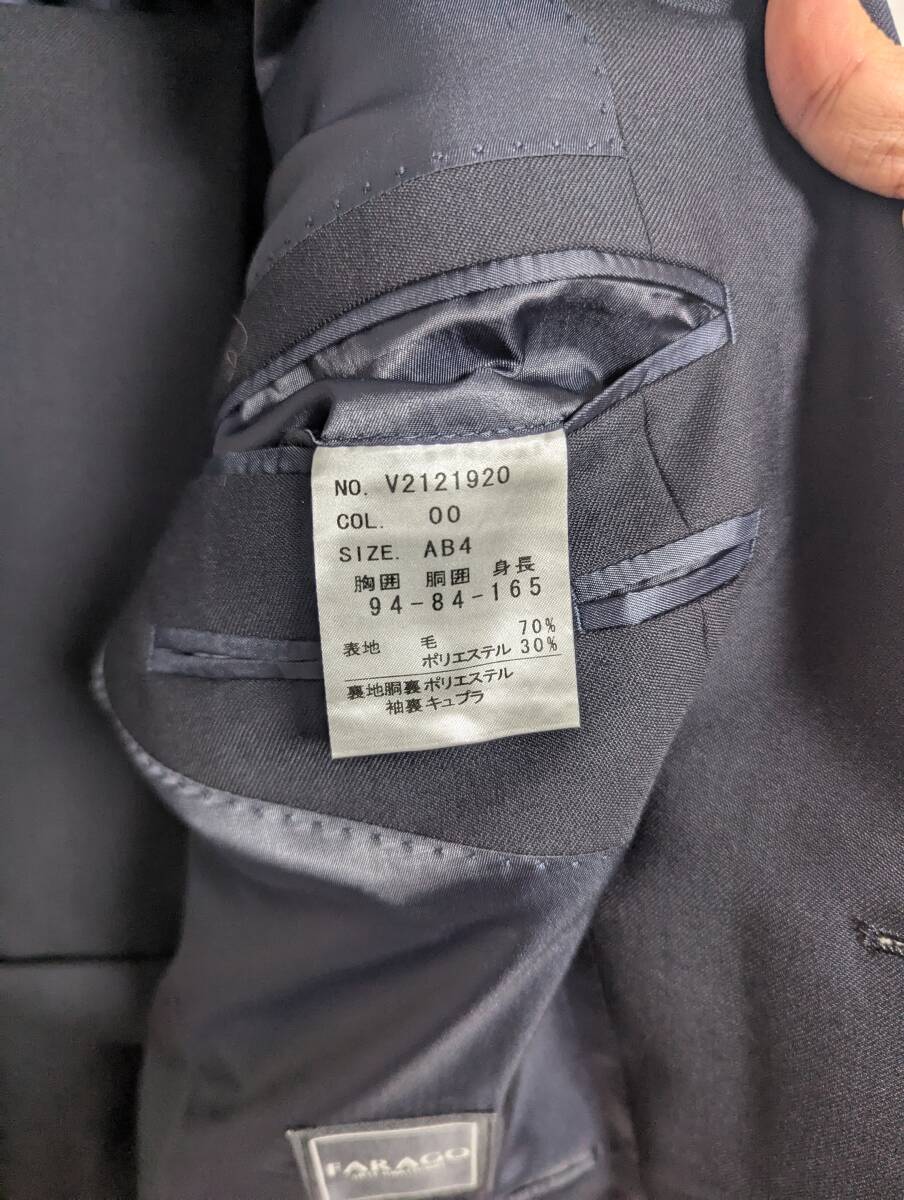 NO. V2121920
COL. 00
SIZE. AB4
胸囲 胴囲 身長
94-84-165
表地 毛 70%
ポリエステル 30%
裏地胴裏ポリエステル
袖裏キュプラ
FARAGO